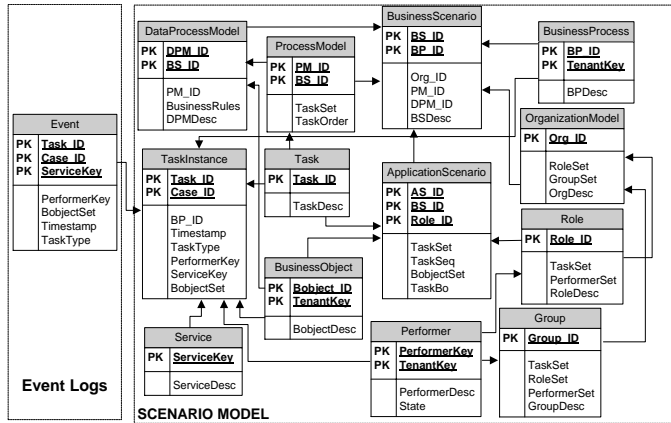 DataProcessModel
PK DPM_ID
PK BS_ID
PM_ID
BusinessRules
DPMDesc
ProcessModel
PK PM_ID
PK BS_ID
TaskSet
TaskOrder
BusinessScenario
PK BS_ID
PK BP_ID
Org_ID
PM_ID
DPM_ID
BSDesc
BusinessProcess
PK BP_ID
PK TenantKey
BPDesc
Event
PK Task_ID
PK Case_ID
PK ServiceKey
PerformerKey
BobjectSet
Timestamp
TaskType
TaskInstance
PK Task_ID
PK Case_ID
BP_ID
Timestamp
TaskType
PerformerKey
ServiceKey
BobjectSet
Task
PK Task_ID
TaskDesc
ApplicationScenario
PK AS_ID
PK BS_ID
PK Role_ID
TaskSet
TaskSeq
BobjectSet
TaskBo
OrganizationModel
PK Org_ID
RoleSet
GroupSet
OrgDesc
Role
PK Role_ID
TaskSet
PerformerSet
RoleDesc
BusinessObject
PK Bobject_ID
PK TenantKey
BobjectDesc
Service
PK ServiceKey
ServiceDesc
Performer
PK PerformerKey
PK TenantKey
PerformerDesc
State
Group
PK Group_ID
TaskSet
RoleSet
PerformerSet
GroupDesc
Event Logs
SCENARIO MODEL